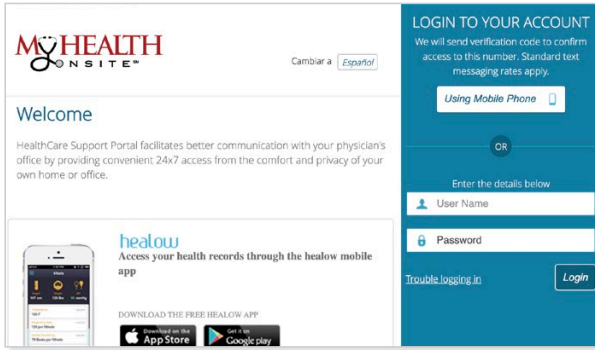 MYHEALTH
ONSITE℠
Cambiar a Español
Welcome
HealthCare Support Portal facilitates better communication with your physician's
office by providing convenient 24x7 access from the comfort and privacy of your
own home or office.
healow
Access your health records through the healow mobile
app
DOWNLOAD THE FREE HEALOW APP
Download on the
App Store
Get it on
Google play
LOGIN TO YOUR ACCOUNT
We will send verification code to confirm
access to this number. Standard text
messaging rates apply.
Using Mobile Phone
OR
Enter the details below
User Name
Password
Trouble logging in
Login